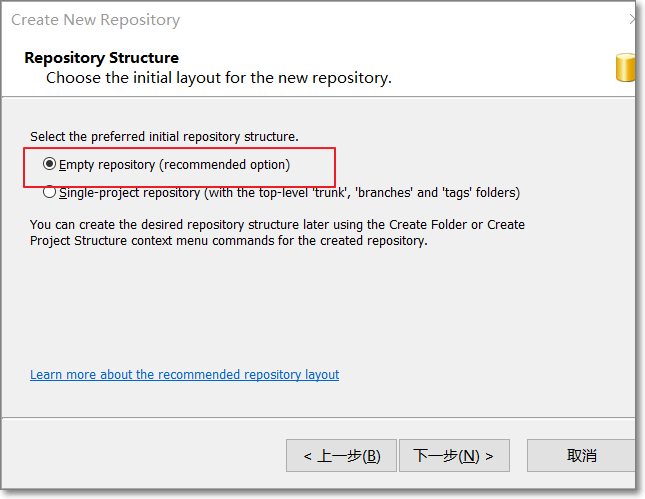 Create New Repository
Repository Structure
Choose the initial layout for the new repository.
Select the preferred initial repository structure.
Empty repository (recommended option)
Single-project repository (with the top-level 'trunk', 'branches' and 'tags' folders)
You can create the desired repository structure later using the Create Folder or Create
Project Structure context menu commands for the created repository.
Learn more about the recommended repository layout
< 上一步(B)
下一步(N) >
取消